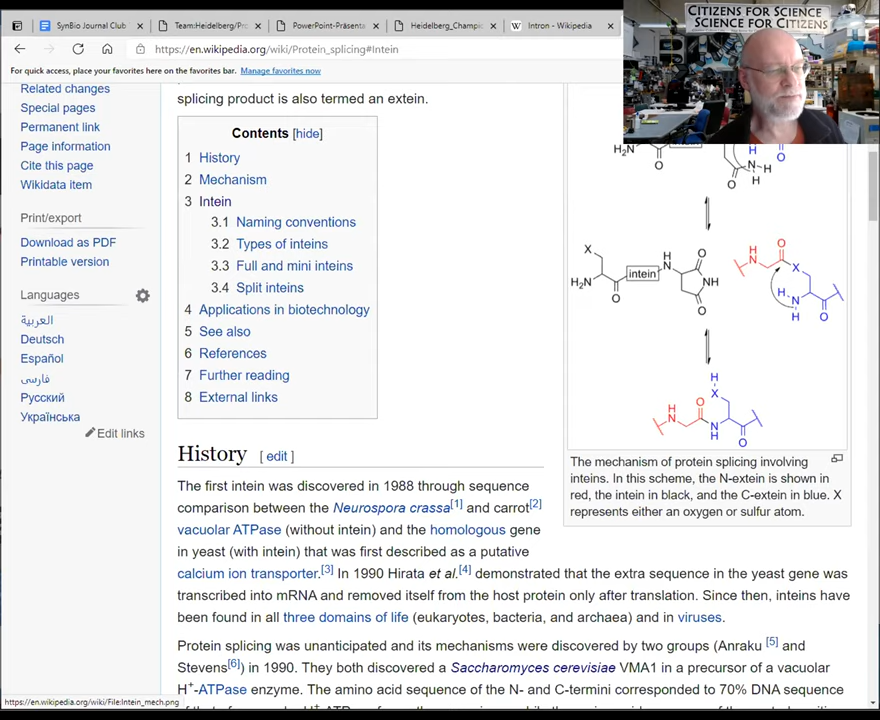 SynBio Journal Club
Team:Heidelberg/Pr
PowerPoint-Präsenta
Heidelberg_Champi
Intron - Wikipedia
CITIZENS FOR SCIENCE
SCIENCE FOR CITIZENS
https://en.wikipedia.org/wiki/Protein_splicing#Intein
For quick access, place your favorites here on the favorites bar. Manage favorites now
Related changes
Special pages
Permanent link
Page information
Cite this page
Wikidata item
Print/export
Download as PDF
Printable version
Languages
العربية
Deutsch
Español
فارسی
Русский
Українська
Edit links
splicing product is also termed an extein.
Contents [hide]
1 History
2 Mechanism
3 Intein
3.1 Naming conventions
3.2 Types of inteins
3.3 Full and mini inteins
3.4 Split inteins
4 Applications in biotechnology
5 See also
6 References
7 Further reading
8 External links
H₂N
O
O
N
H
H
O
H
X
H₂N
O
intein
H
N
O
NH
O
H
N
O
X
H
N
H
O
H
X
H
N
O
NH
O
The mechanism of protein splicing involving
inteins. In this scheme, the N-extein is shown in
red, the intein in black, and the C-extein in blue. X
represents either an oxygen or sulfur atom.
History [ edit ]
The first intein was discovered in 1988 through sequence
comparison between the Neurospora crassa[1] and carrot[2]
vacuolar ATPase (without intein) and the homologous gene
in yeast (with intein) that was first described as a putative
calcium ion transporter.[3] In 1990 Hirata et al.[4] demonstrated that the extra sequence in the yeast gene was
transcribed into mRNA and removed itself from the host protein only after translation. Since then, inteins have
been found in all three domains of life (eukaryotes, bacteria, and archaea) and in viruses.
Protein splicing was unanticipated and its mechanisms were discovered by two groups (Anraku [5] and
Stevens[6]) in 1990. They both discovered a Saccharomyces cerevisiae VMA1 in a precursor of a vacuolar
H+-ATPase enzyme. The amino acid sequence of the N- and C-termini corresponded to 70% DNA sequence
https://en.wikipedia.org/wiki/File:Intein_mech.png